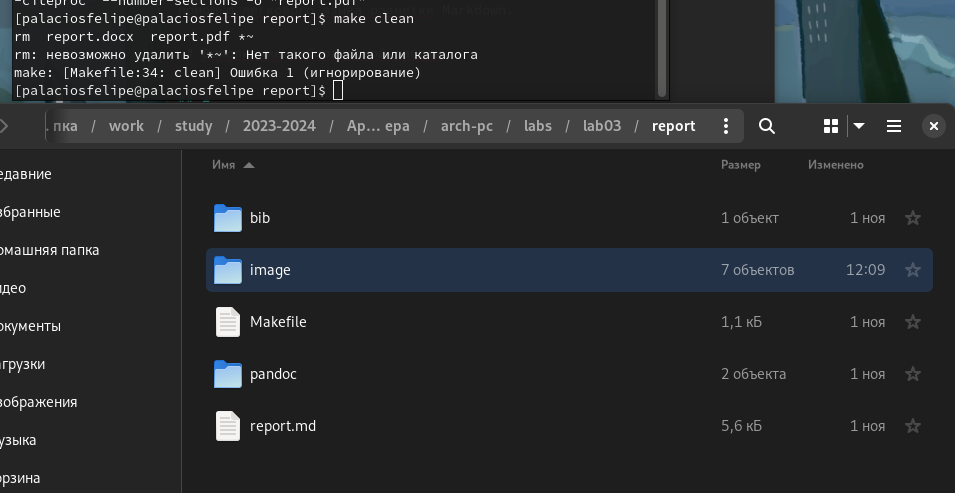 -citeproc --number-sections -o "report.pdf"
[palaciosfelipe@palaciosfelipe report]$ make clean
rm  report.docx  report.pdf *~
rm: невозможно удалить '*~': Нет такого файла или каталога
make: [Makefile:34: clean] Ошибка 1 (игнорирование)
[palaciosfelipe@palaciosfelipe report]$
пка / work / study / 2023-2024 / Ар… ера / arch-pc / labs / lab03 / report
Имя Размер Изменено
едавние
bib 1 объект 1 ноя
збранные
омашняя папка
image 7 объектов 12:09
идео
окументы
Makefile 1,1 кБ 1 ноя
агрузки
pandoc 2 объекта 1 ноя
зображения
узыка
report.md 5,6 кБ 1 ноя
орзина